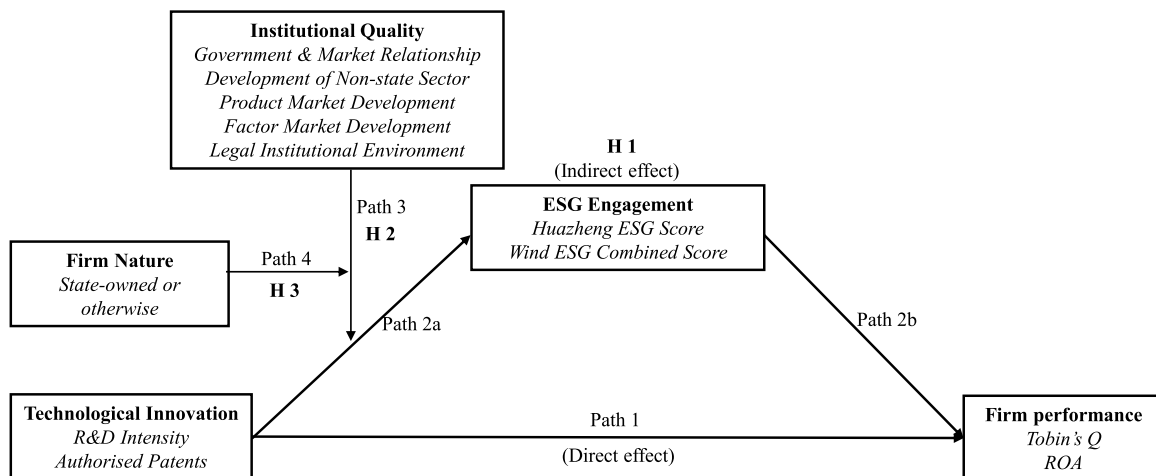 Institutional Quality
Government & Market Relationship
Development of Non-state Sector
Product Market Development
Factor Market Development
Legal Institutional Environment
H 1
(Indirect effect)
ESG Engagement
Huazheng ESG Score
Wind ESG Combined Score
Path 3
H 2
Firm Nature
State-owned or
otherwise
Path 4
H 3
Path 2a
Path 2b
Technological Innovation
R&D Intensity
Authorised Patents
Path 1
(Direct effect)
Firm performance
Tobin’s Q
ROA